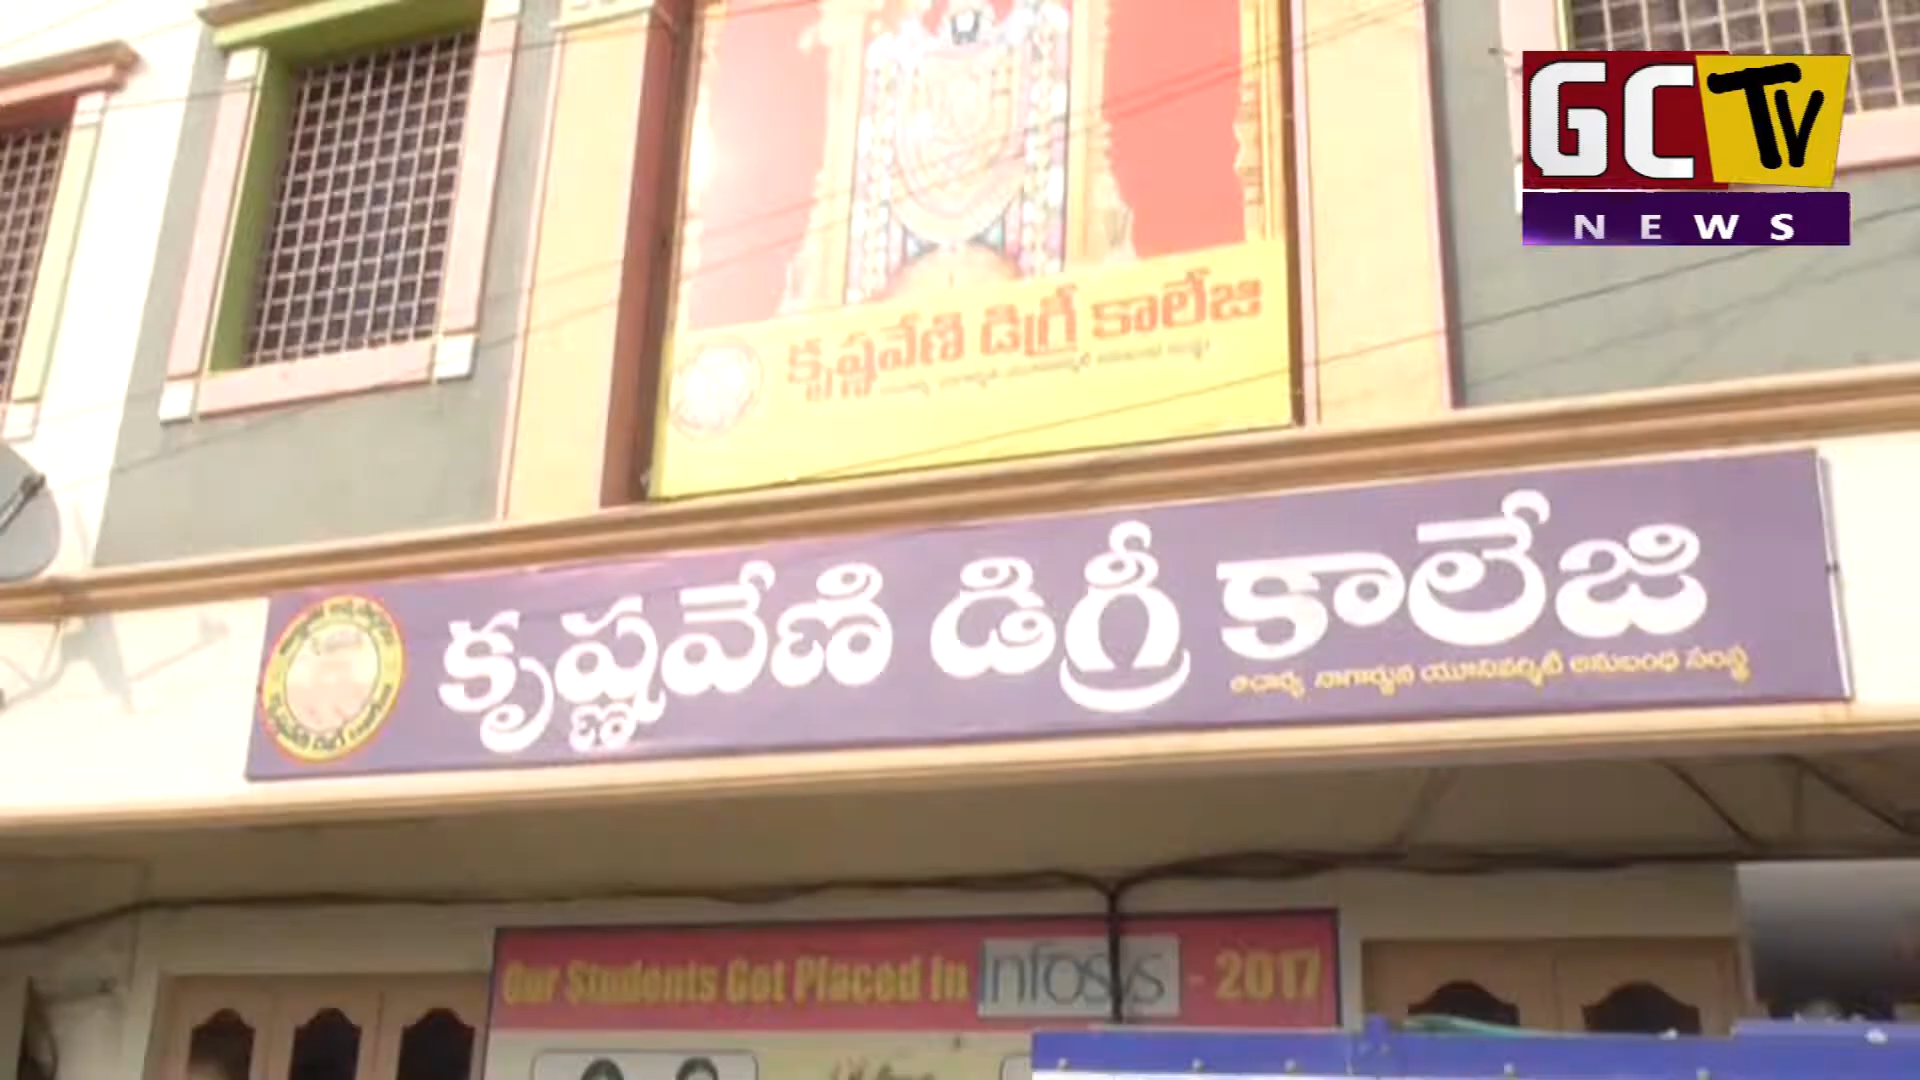 GC TV
NEWS
కృష్ణవేణి డిగ్రీ కాలేజి
కృష్ణవేణి డిగ్రీ కాలేజి
ఆచార్య నాగార్జున యూనివర్సిటీ అనుబంధ సంస్థ
Our Students Got Placed in Infosys - 2017